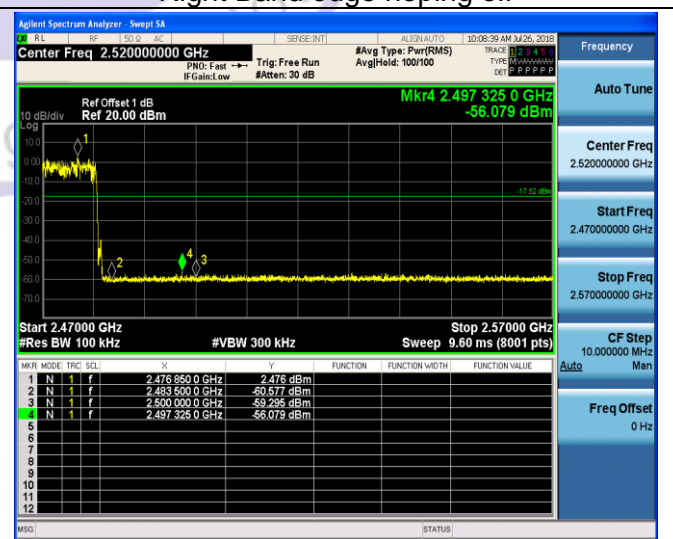 Right Band edge hoping off
Agilent Spectrum Analyzer - Swept SA
RL RF 50 Ω AC SENSE:INT ALIGN AUTO 10:08:39 AM Jul 26, 2018
Center Freq 2.520000000 GHz
PNO: Fast
IFGain:Low
Trig: Free Run
#Atten: 30 dB
#Avg Type: Pwr(RMS)
Avg|Hold: 100/100
TRACE 1 2 3 4 5 6
TYPE M
DET P P P P P P
Frequency
Auto Tune
Center Freq
2.520000000 GHz
Start Freq
2.470000000 GHz
Stop Freq
2.570000000 GHz
CF Step
10.000000 MHz
Auto Man
Freq Offset
0 Hz
Mkr4 2.497 325 0 GHz
-56.079 dBm
Ref Offset 1 dB
10 dB/div Ref 20.00 dBm
Log
10.0
0.00
-10.0
-20.0
-30.0
-40.0
-50.0
-60.0
-70.0
1
-17.52 dBm
2
4
3
Start 2.47000 GHz Stop 2.57000 GHz
#Res BW 100 kHz #VBW 300 kHz Sweep 9.60 ms (8001 pts)
MKR MODE TRC SCL X Y FUNCTION FUNCTION WIDTH FUNCTION VALUE
1 N 1 f 2.476 850 0 GHz 2.476 dBm
2 N 1 f 2.483 500 0 GHz -60.577 dBm
3 N 1 f 2.500 000 0 GHz -59.295 dBm
4 N 1 f 2.497 325 0 GHz -56.079 dBm
5
6
7
8
9
10
11
12
MSG STATUS